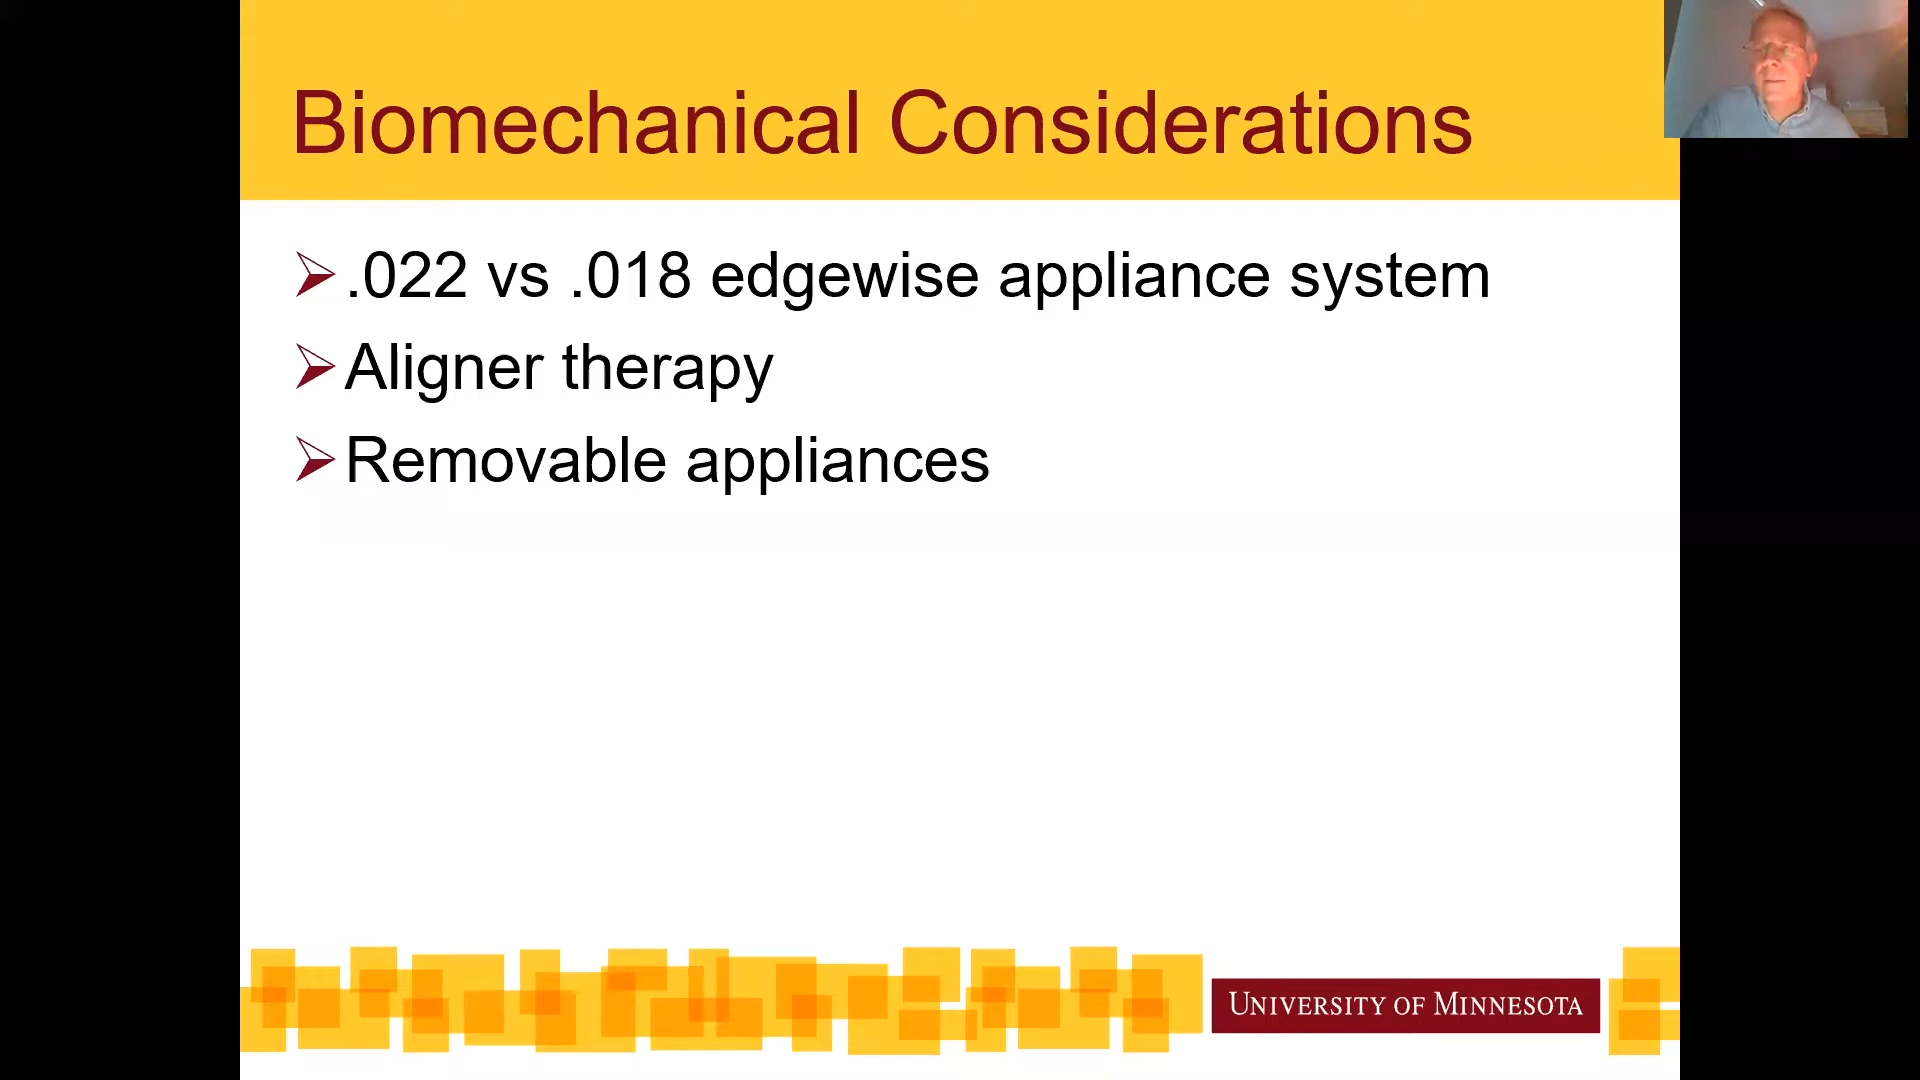 Biomechanical Considerations
.022 vs .018 edgewise appliance system
Aligner therapy
Removable appliances
UNIVERSITY OF MINNESOTA